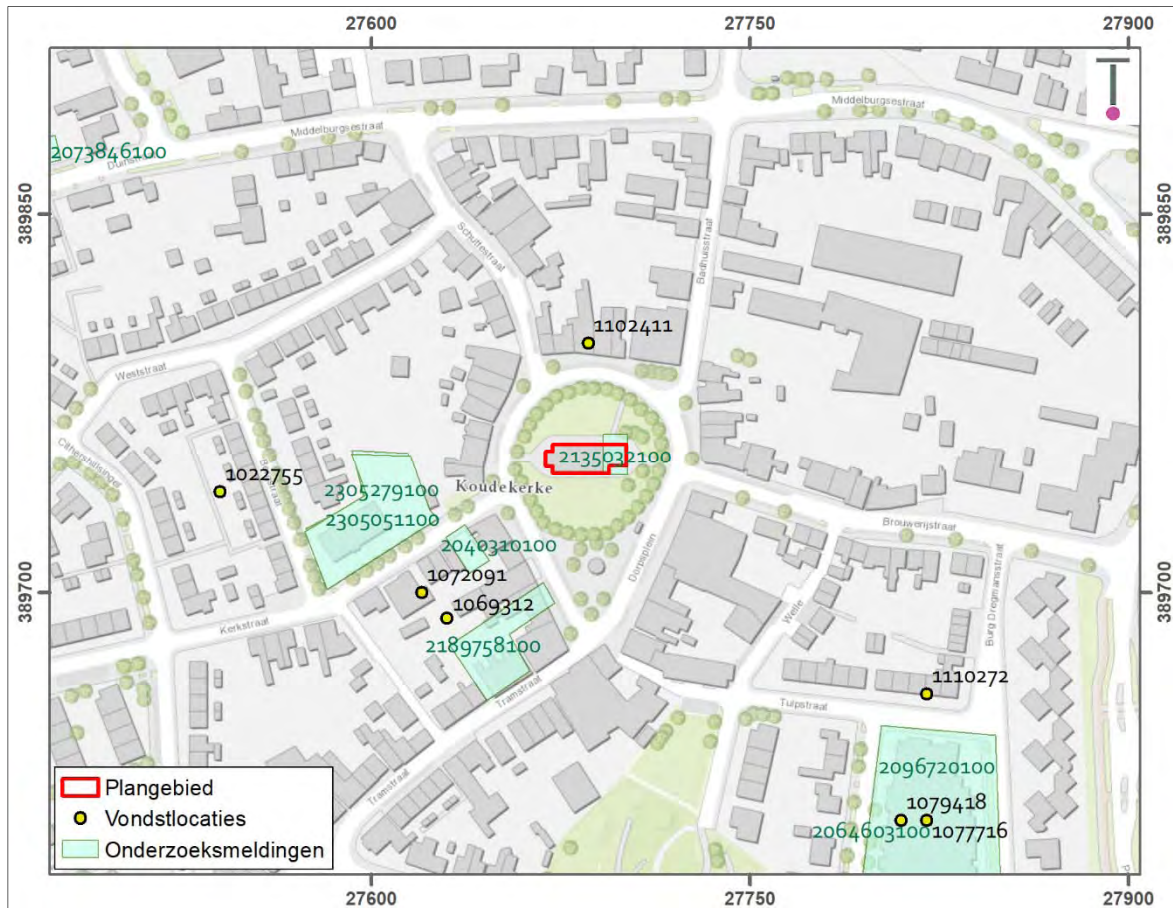 27600
27750
27900
Middelburgsestraat
Middelburgsestraat
2073846100
389850
389850
Schuttestraat
Badhuisstraat
1102411
Weststraat
Cithershillsingel
2135032100
1022755
2305279100
Koudekerke
2305051100
Brouwerijstraat
2040310100
Dorpsplein
1072091
389700
389700
1069312
Kerkstraat
Welle
Burg Dregmansstraat
2189758100
1110272
Tramstraat
Tulpstraat
2096720100
Tramstraat
1079418
2064603100
1077716
Plangebied
Vondstlocaties
Onderzoeksmeldingen
27600
27750
27900